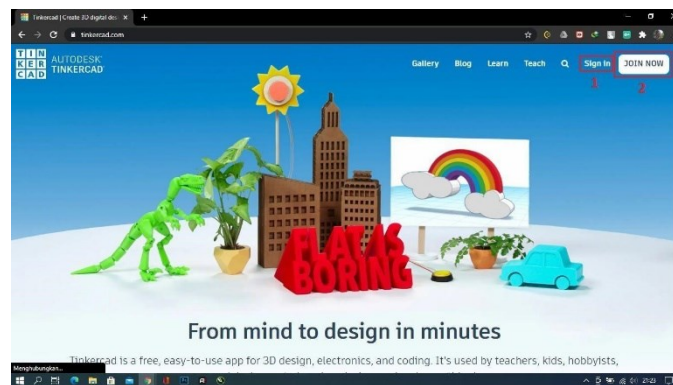 Tinkercad | Create 3D digital des
tinkercad.com
TIN
KER
CAD
AUTODESK
TINKERCAD
Gallery Blog Learn Teach Sign in JOIN NOW
1 2
FLAT IS
BORING
From mind to design in minutes
Tinkercad is a free, easy-to-use app for 3D design, electronics, and coding. It's used by teachers, kids, hobbyists,
Menghubungkan...
23:23